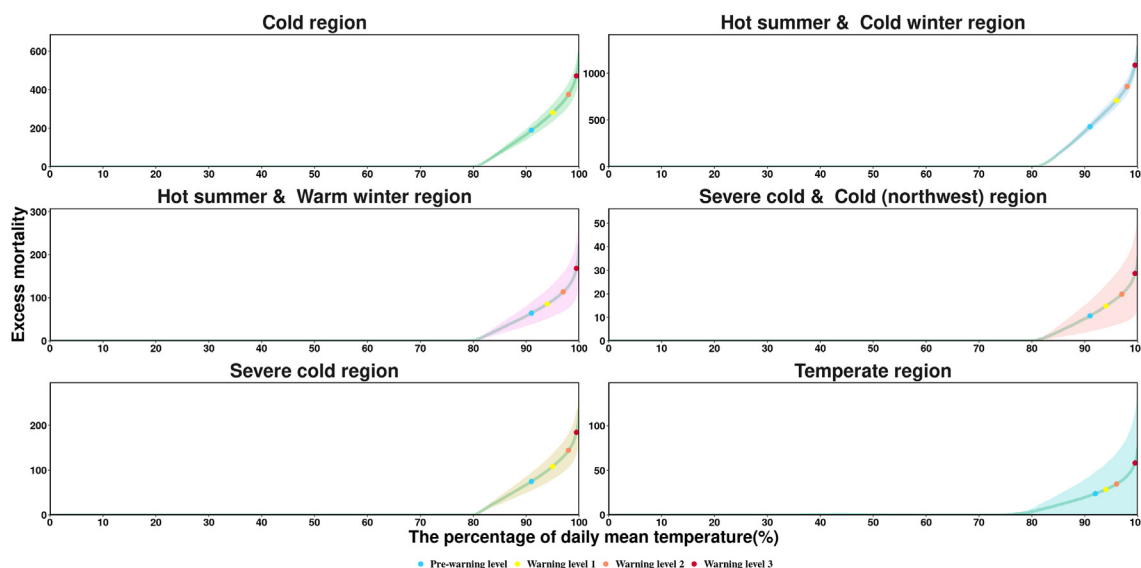 Cold region
600
400
200
0
0 10 20 30 40 50 60 70 80 90 100
Hot summer & Cold winter region
1000
500
0
0 10 20 30 40 50 60 70 80 90 10
Hot summer & Warm winter region
300
200
100
0
0 10 20 30 40 50 60 70 80 90 100
Severe cold & Cold (northwest) region
50
40
30
20
10
0
0 10 20 30 40 50 60 70 80 90 10
Excess mortality
Severe cold region
200
100
0
0 10 20 30 40 50 60 70 80 90 100
Temperate region
100
50
0
0 10 20 30 40 50 60 70 80 90 10
The percentage of daily mean temperature(%)
Pre-warning level Warning level 1 Warning level 2 Warning level 3